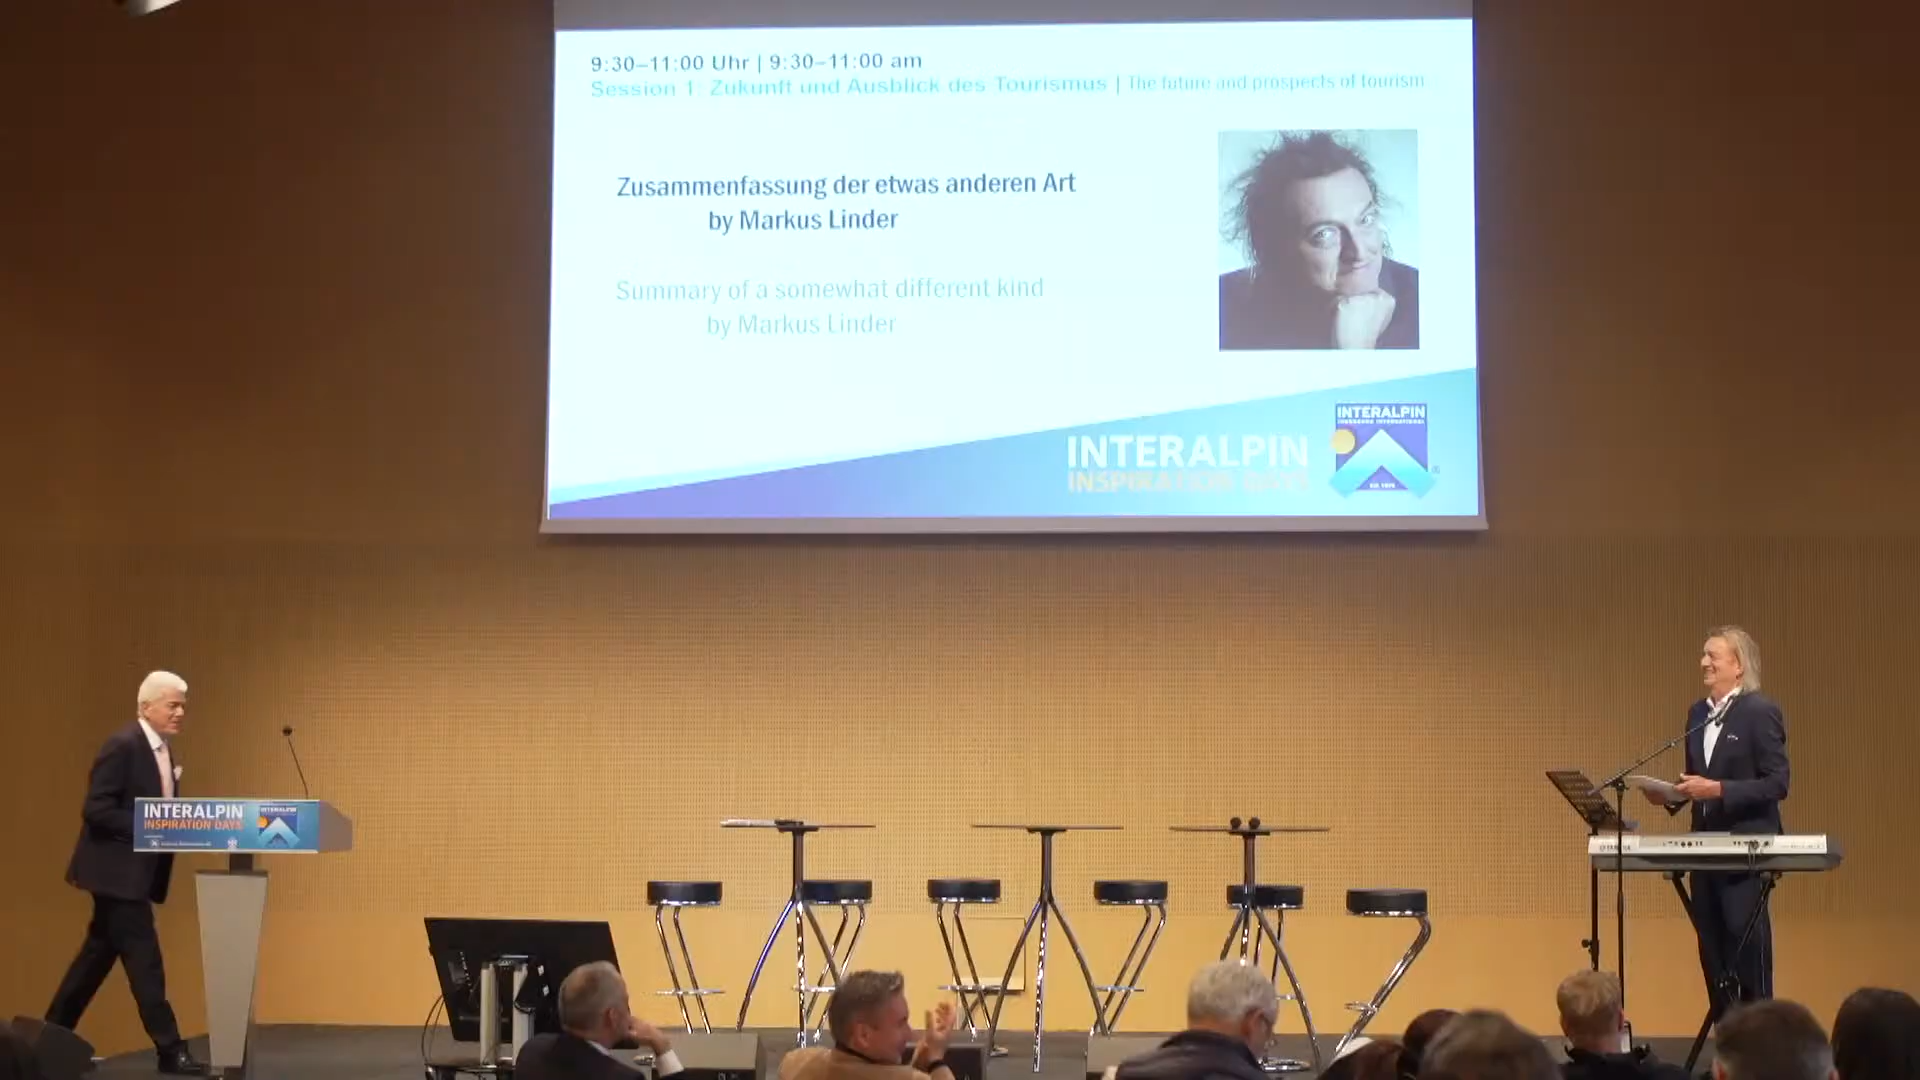 9:30–11:00 Uhr | 9:30–11:00 am
Session 1: Zukunft und Ausblick des Tourismus | The future and prospects of tourism
Zusammenfassung der etwas anderen Art
by Markus Linder
Summary of a somewhat different kind
by Markus Linder
INTERALPIN
INSPIRATION DAYS
INTERALPIN
INTERALPIN
INSPIRATION DAYS
INTERALPIN
YAMAHA